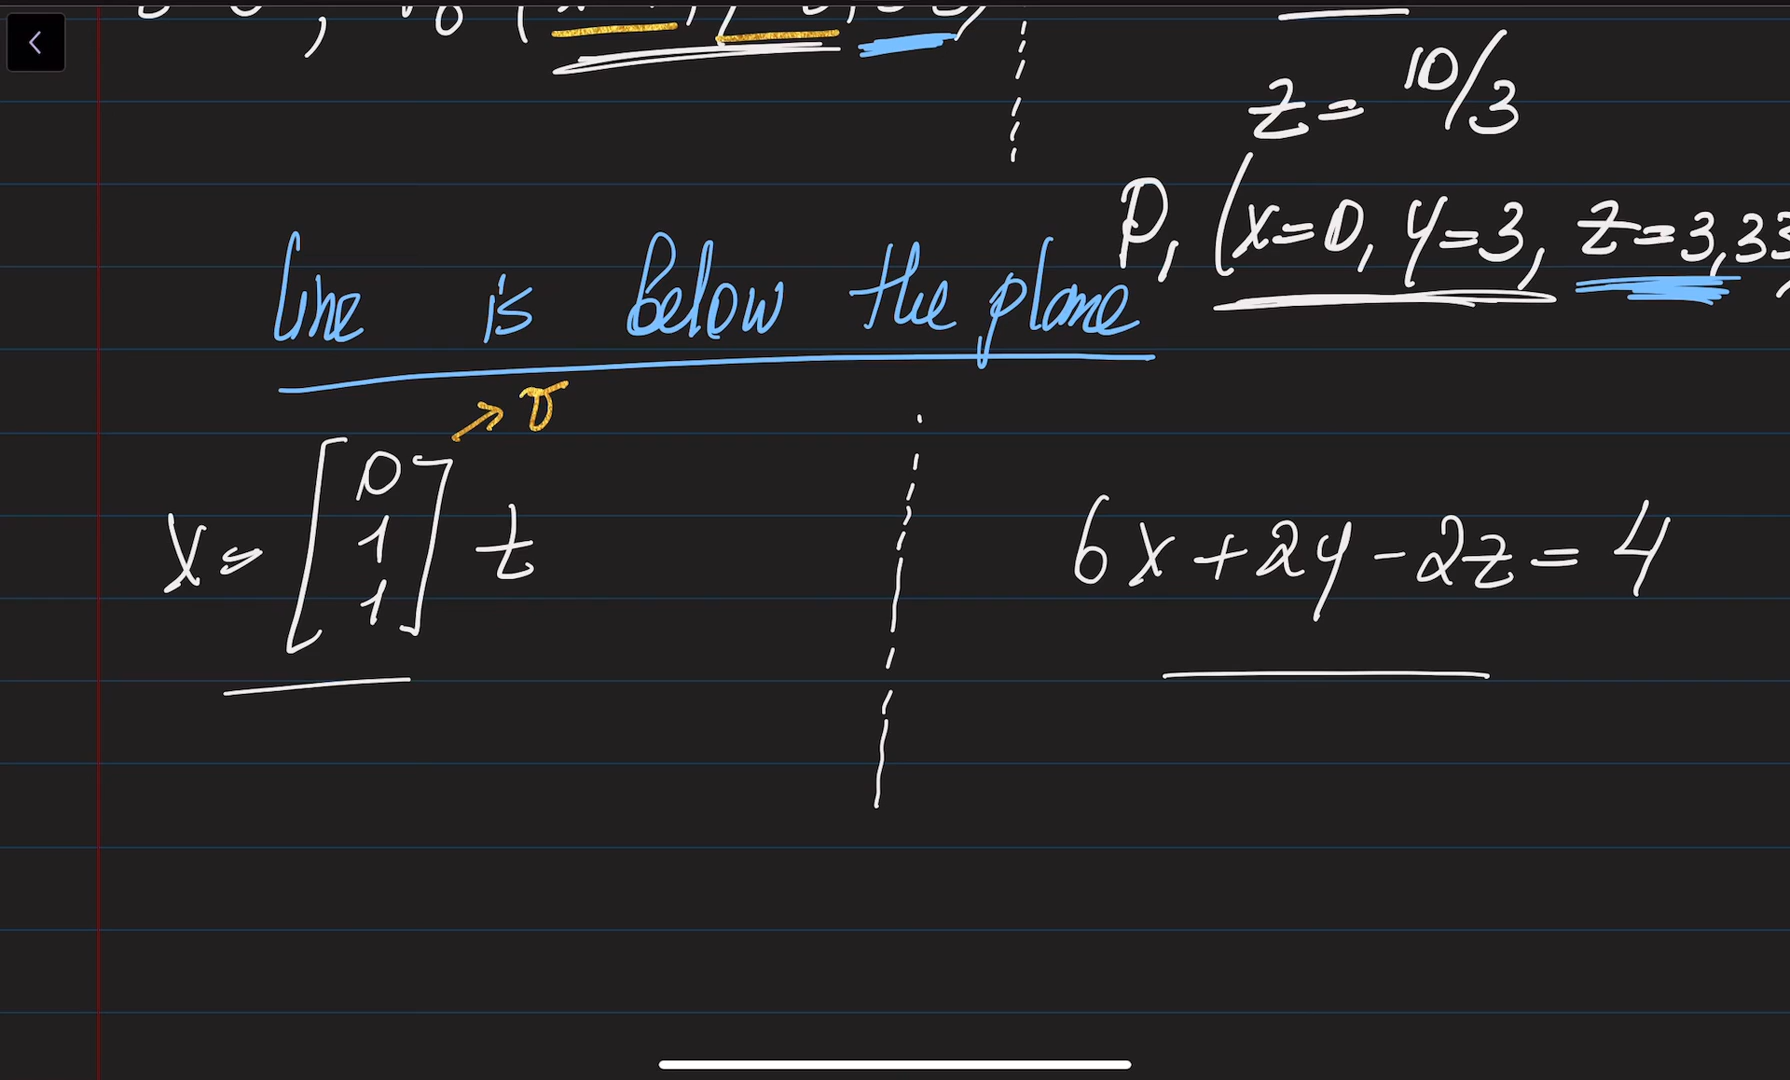 z = 10/3
P, (x=0, y=3, z=3,33
line is below the plane
→ v
x = [0 1 1] t
6x+2y-2z=4